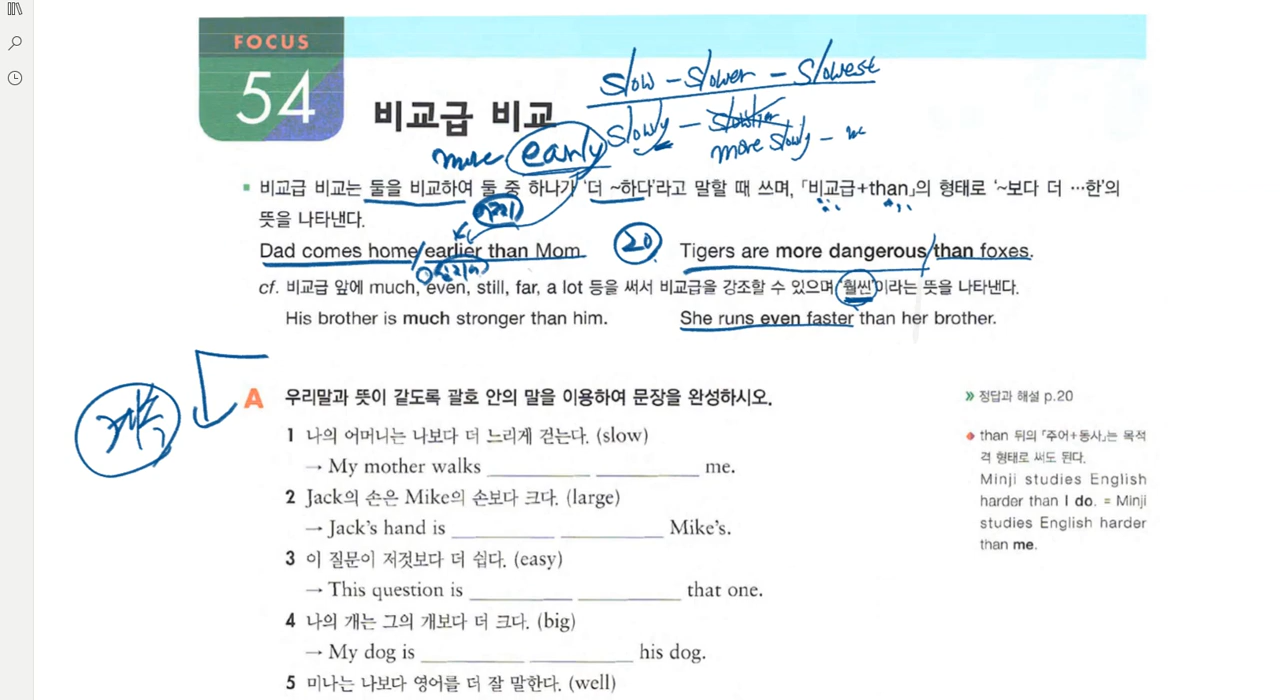 FOCUS
54
비교급 비교
slow - slower - slowest
slowly - slowlier
more slowly -
more early
▪ 비교급 비교는 둘을 비교하여 둘 중 하나가 '더 ~하다'라고 말할 때 쓰며, 「비교급+than」의 형태로 '~보다 더 …한'의
뜻을 나타낸다.
Dad comes home/earlier than Mom.
20
Tigers are more dangerous/than foxes.
cf. 비교급 앞에 much, even, still, far, a lot 등을 써서 비교급을 강조할 수 있으며 '훨씬'이라는 뜻을 나타낸다.
His brother is much stronger than him.
She runs even faster than her brother.
A 우리말과 뜻이 같도록 괄호 안의 말을 이용하여 문장을 완성하시오.
» 정답과 해설 p.20
1 나의 어머니는 나보다 더 느리게 걷는다. (slow)
→ My mother walks ________ ________ me.
2 Jack의 손은 Mike의 손보다 크다. (large)
→ Jack's hand is ________ ________ Mike's.
3 이 질문이 저것보다 더 쉽다. (easy)
→ This question is ________ ________ that one.
4 나의 개는 그의 개보다 더 크다. (big)
→ My dog is ________ ________ his dog.
5 미나는 나보다 영어를 더 잘 말한다. (well)
◆ than 뒤의 「주어+동사」는 목적
격 형태로 써도 된다.
Minji studies English
harder than I do. = Minji
studies English harder
than me.